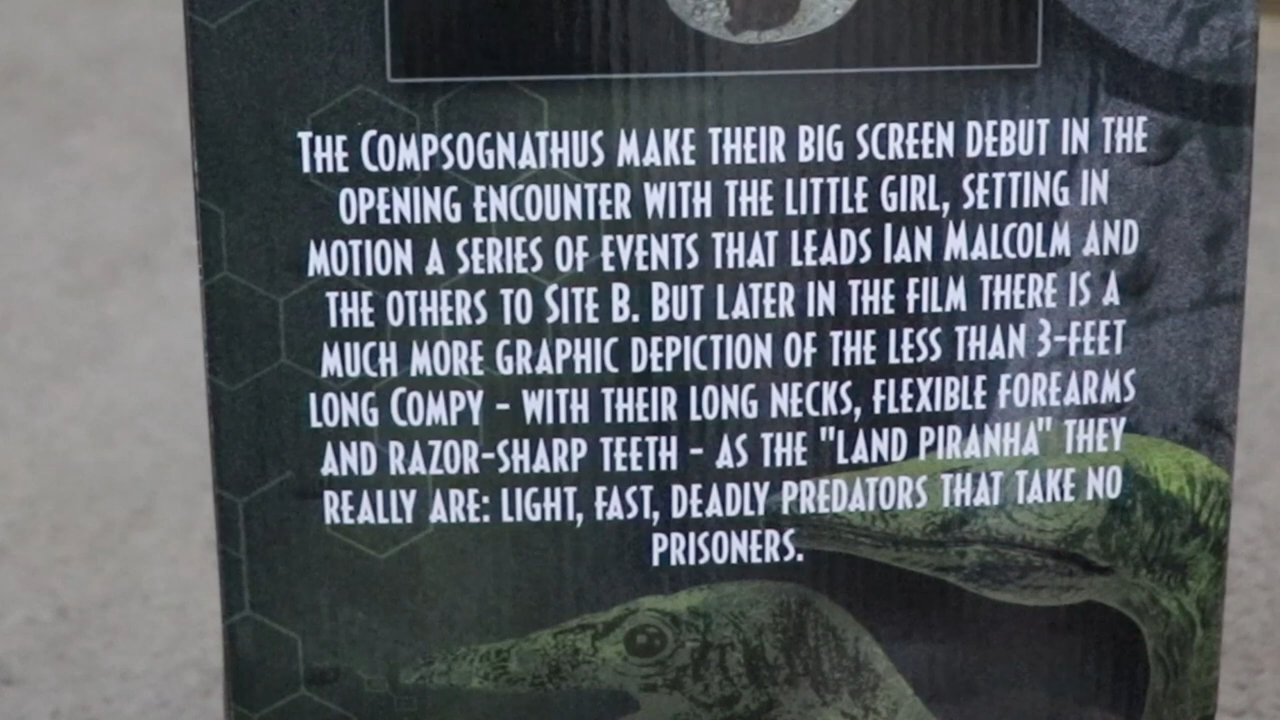 The Compsognathus make their big screen debut in the
opening encounter with the little girl, setting in
motion a series of events that leads Ian Malcolm and
the others to Site B. But later in the film there is a
much more graphic depiction of the less than 3-feet
long Compy - with their long necks, flexible forearms
and razor-sharp teeth - as the "land piranha" they
really are: light, fast, deadly predators that take no
prisoners.